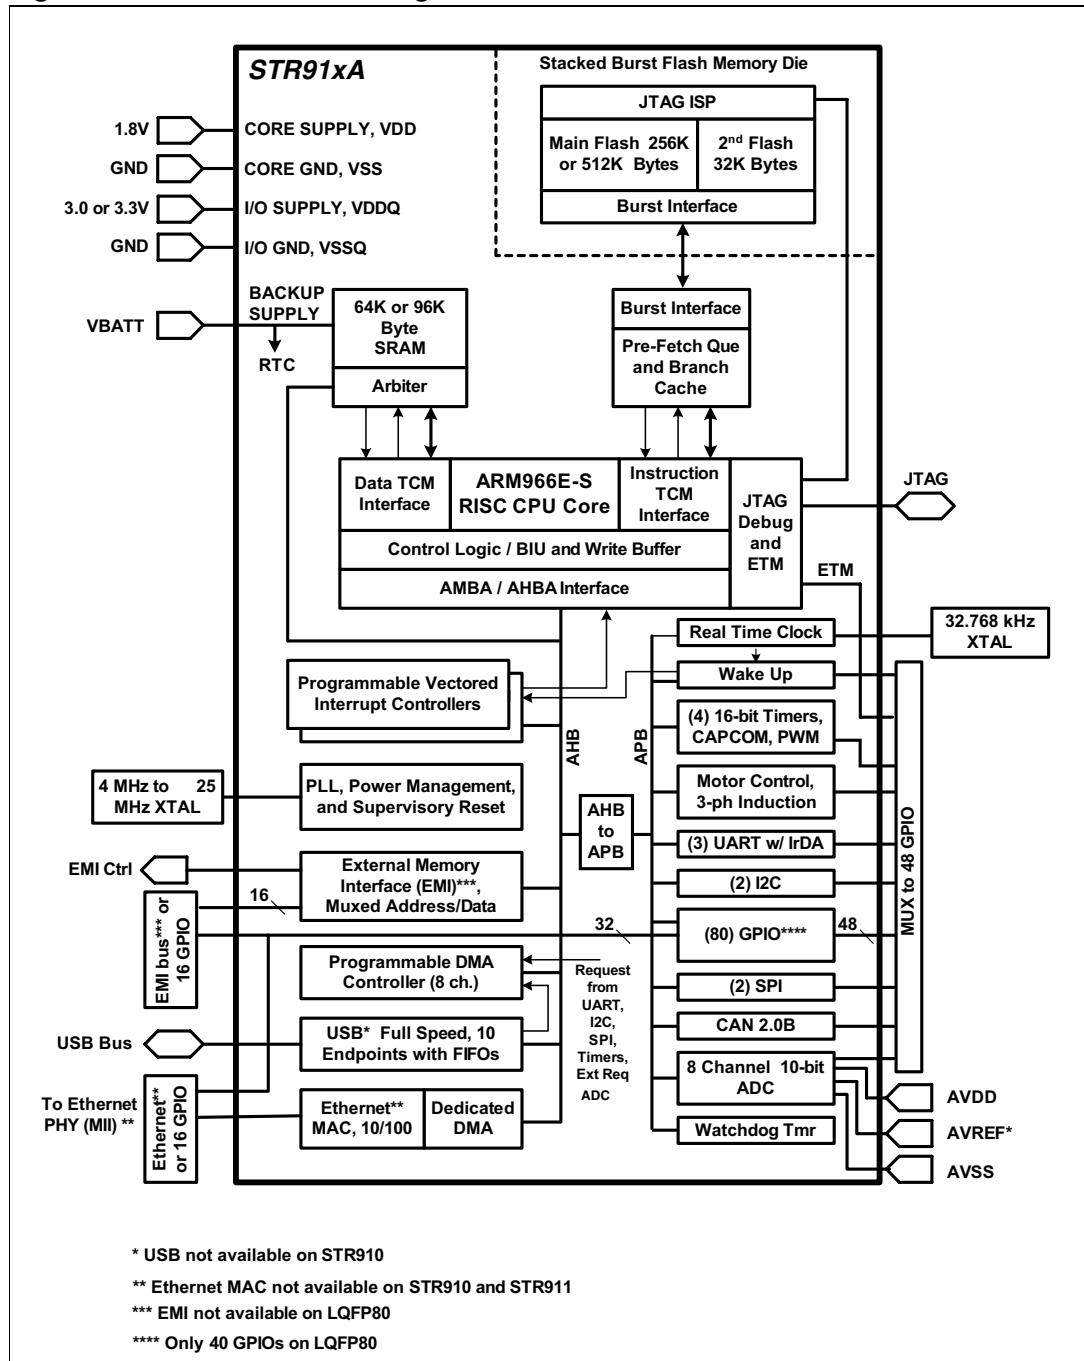 STR91xA
Stacked Burst Flash Memory Die
JTAG ISP
Main Flash 256K
or 512K Bytes
2nd Flash
32K Bytes
Burst Interface
1.8V
CORE SUPPLY, VDD
GND
CORE GND, VSS
3.0 or 3.3V
I/O SUPPLY, VDDQ
GND
I/O GND, VSSQ
VBATT
BACKUP
SUPPLY
RTC
64K or 96K
Byte
SRAM
Arbiter
Burst Interface
Pre-Fetch Que
and Branch
Cache
Data TCM
Interface
ARM966E-S
RISC CPU Core
Instruction
TCM
Interface
JTAG
Debug
and
ETM
JTAG
Control Logic / BIU and Write Buffer
AMBA / AHBA Interface
ETM
Real Time Clock
32.768 kHz
XTAL
Wake Up
Programmable Vectored
Interrupt Controllers
(4) 16-bit Timers,
CAPCOM, PWM
AHB
APB
4 MHz to 25
MHz XTAL
PLL, Power Management,
and Supervisory Reset
Motor Control,
3-ph Induction
AHB
to
APB
(3) UART w/ IrDA
MUX to 48 GPIO
EMI Ctrl
External Memory
Interface (EMI)***,
Muxed Address/Data
16
(2) I2C
EMI bus*** or
16 GPIO
32
(80) GPIO****
48
Programmable DMA
Controller (8 ch.)
Request
from
UART,
I2C,
SPI,
Timers,
Ext Req
ADC
(2) SPI
CAN 2.0B
USB Bus
USB* Full Speed, 10
Endpoints with FIFOs
8 Channel 10-bit
ADC
AVDD
To Ethernet
PHY (MII) **
Ethernet**
or 16 GPIO
Ethernet**
MAC, 10/100
Dedicated
DMA
Watchdog Tmr
AVREF*
AVSS
* USB not available on STR910
** Ethernet MAC not available on STR910 and STR911
*** EMI not available on LQFP80
**** Only 40 GPIOs on LQFP80